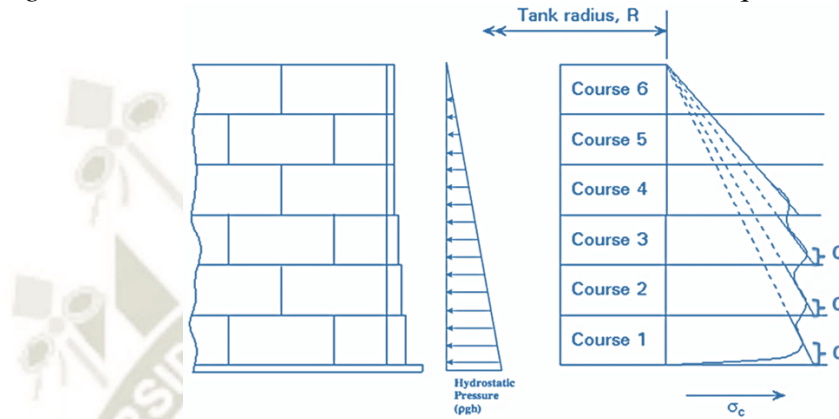 Tank radius, R
Course 6
Course 5
Course 4
Course 3
Course 2
Course 1
Hydrostatic
Pressure
(ρgh)
σc